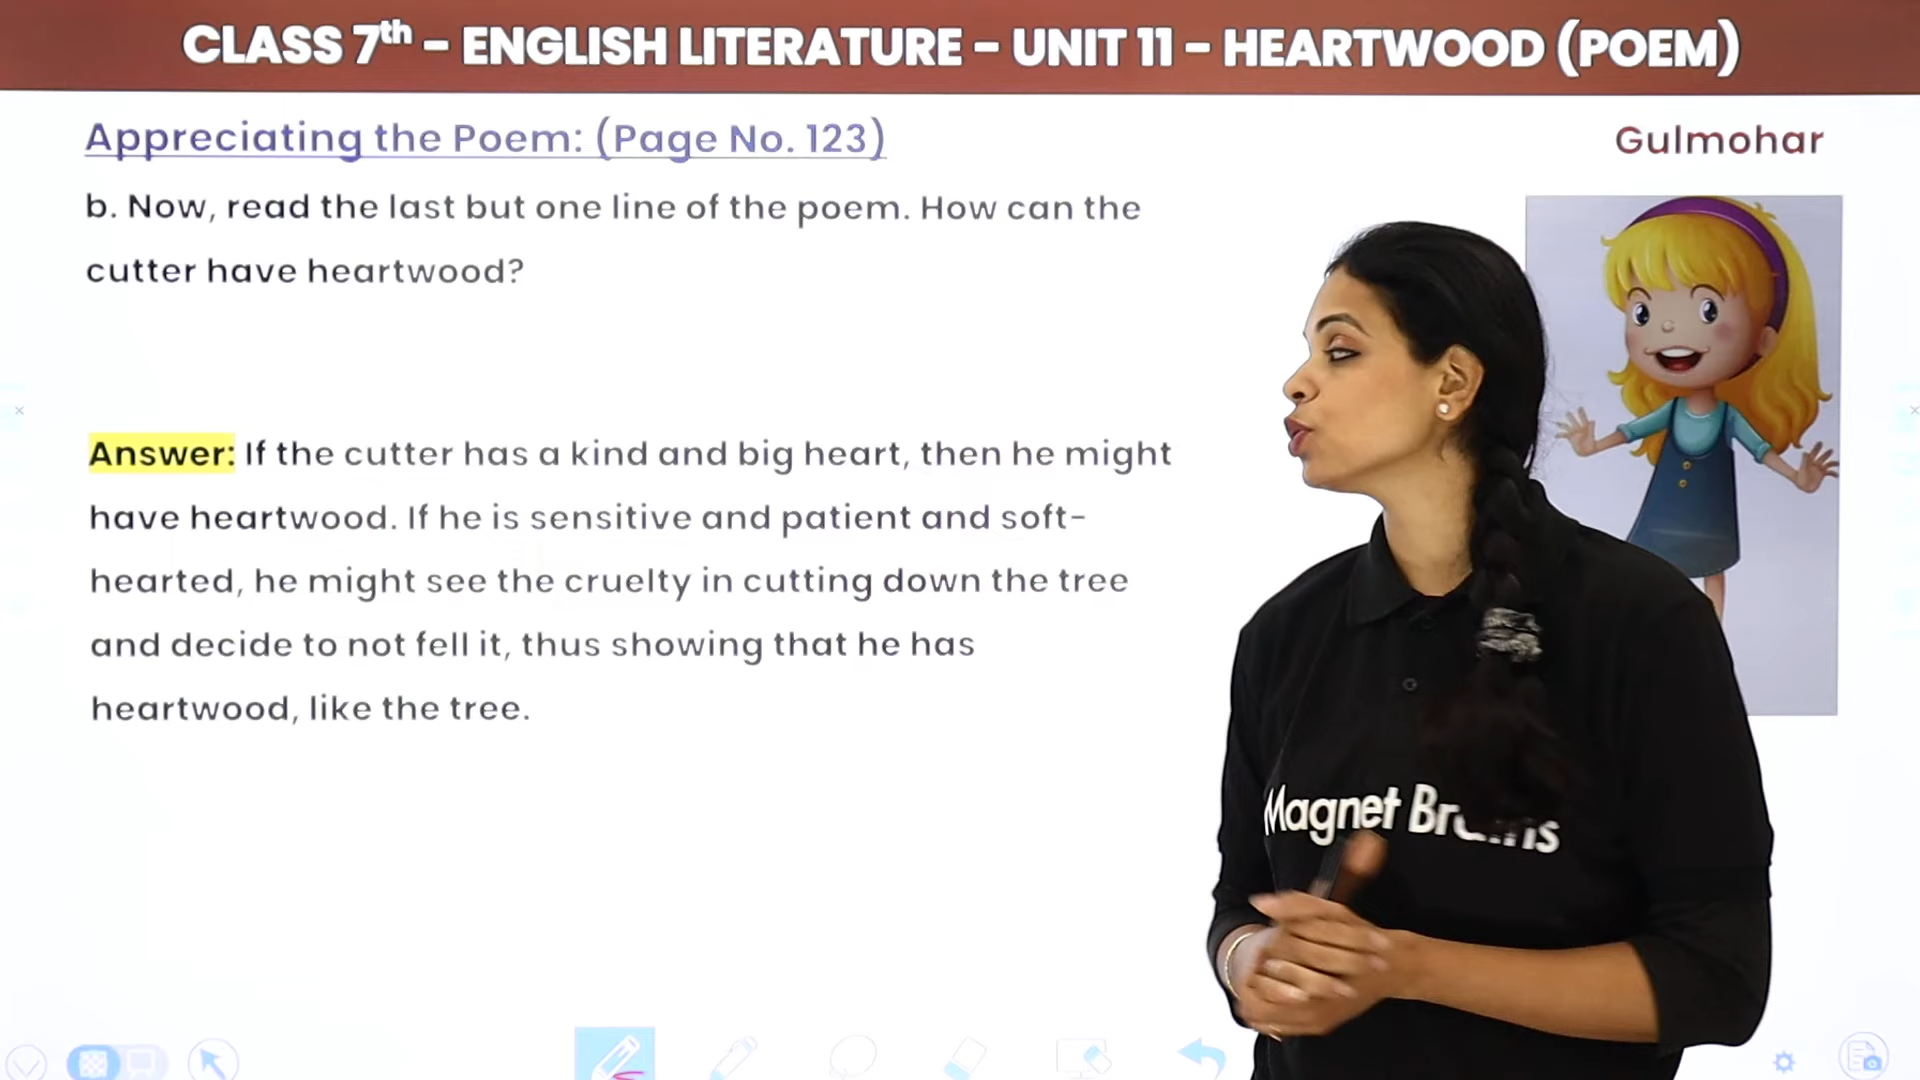 CLASS 7th – ENGLISH LITERATURE – UNIT 11 – HEARTWOOD (POEM)
Appreciating the Poem: (Page No. 123)
Gulmohar
b. Now, read the last but one line of the poem. How can the
cutter have heartwood?
Answer: If the cutter has a kind and big heart, then he might
have heartwood. If he is sensitive and patient and soft-
hearted, he might see the cruelty in cutting down the tree
and decide to not fell it, thus showing that he has
heartwood, like the tree.
Magnet